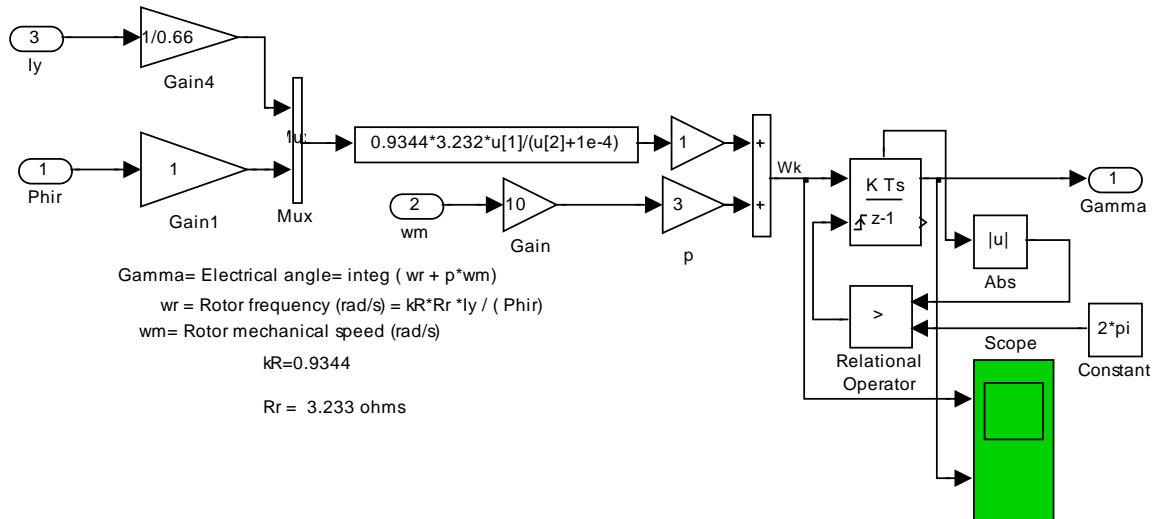 3
Iy
1/0.66
Gain4
1
Phir
1
Gain1
Mux
0.9344*3.232*u[1]/(u[2]+1e-4)
1
2
wm
10
Gain
3
p
+
+
Wk
K Ts
z-1
1
Gamma
|u|
Abs
>
Relational
Operator
2*pi
Constant
Scope
Gamma= Electrical angle= integ ( wr + p*wm)
wr = Rotor frequency (rad/s) = kR*Rr *Iy / ( Phir)
wm= Rotor mechanical speed (rad/s)
kR=0.9344
Rr = 3.233 ohms